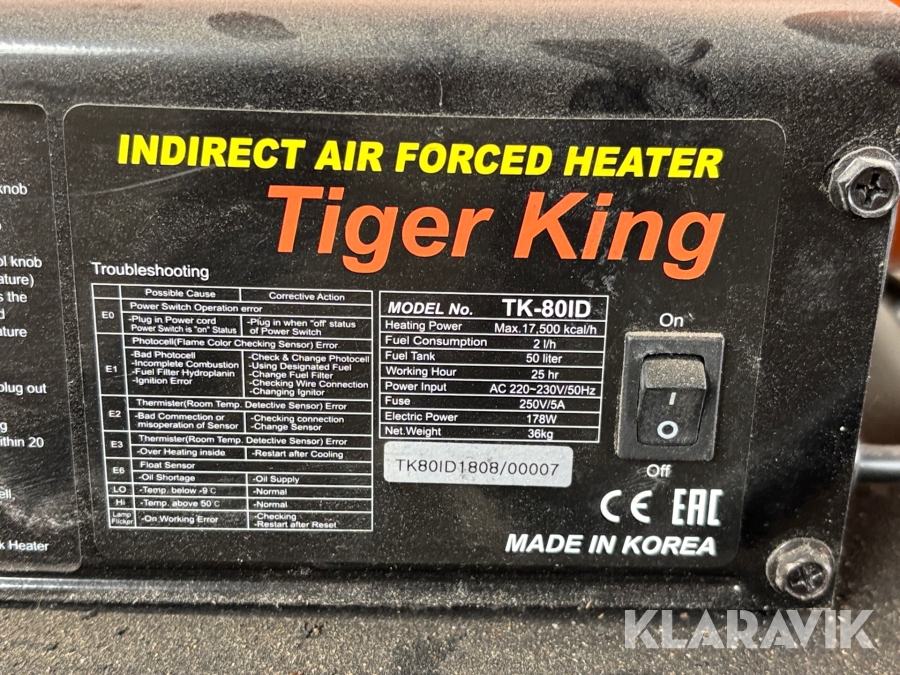 INDIRECT AIR FORCED HEATER
Tiger King
knob
ol knob
ature)
s the
d
ature
plug out
g
within 20
ell,
k Heater
Troubleshooting
Possible Cause Corrective Action
E0 Power Switch Operation error
-Plug in Power cord -Plug in when "off" status
Power Switch is "on" Status of Power Switch
E1 Photocell(Flame Color Checking Sensor) Error
-Bad Photocell -Check & Change Photocell
-Incomplete Combustion -Using Designated Fuel
-Fuel Filter Hydroplanin -Change Fuel Filter
-Ignition Error -Checking Wire Connection
-Changing Ignitor
E2 Thermister(Room Temp. Detective Sensor) Error
-Bad Commection or -Checking connection
misoperation of Sensor -Change Sensor
E3 Thermister(Room Temp. Detective Sensor) Error
-Over Heating inside -Restart after Cooling
E6 Float Sensor
-Oil Shortage -Oil Supply
LO -Temp. below -9℃ -Normal
Hi -Temp. above 50℃ -Normal
Lamp Flicker -On Working Error -Checking
-Restart after Reset
MODEL No. TK-80ID
Heating Power Max.17,500 kcal/h
Fuel Consumption 2 l/h
Fuel Tank 50 liter
Working Hour 25 hr
Power Input AC 220~230V/50Hz
Fuse 250V/5A
Electric Power 178W
Net.Weight 36kg
TK80ID1808/00007
On
I
O
Off
CE EAC
MADE IN KOREA
KLARAVIK